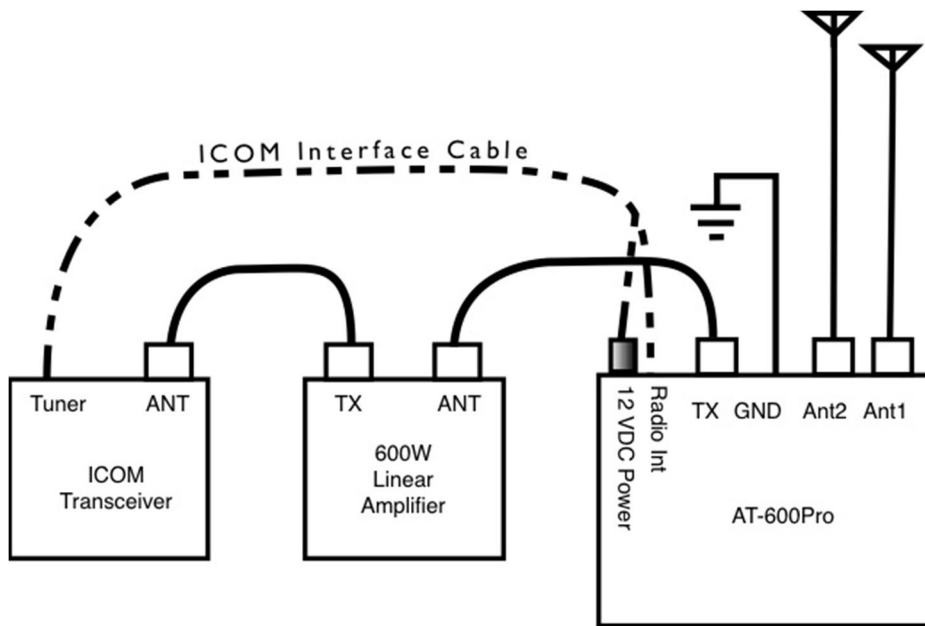 ICOM Interface Cable
Tuner
ANT
ICOM
Transceiver
TX
ANT
600W
Linear
Amplifier
12 VDC Power
Radio Int
TX
GND
Ant2
Ant1
AT-600Pro